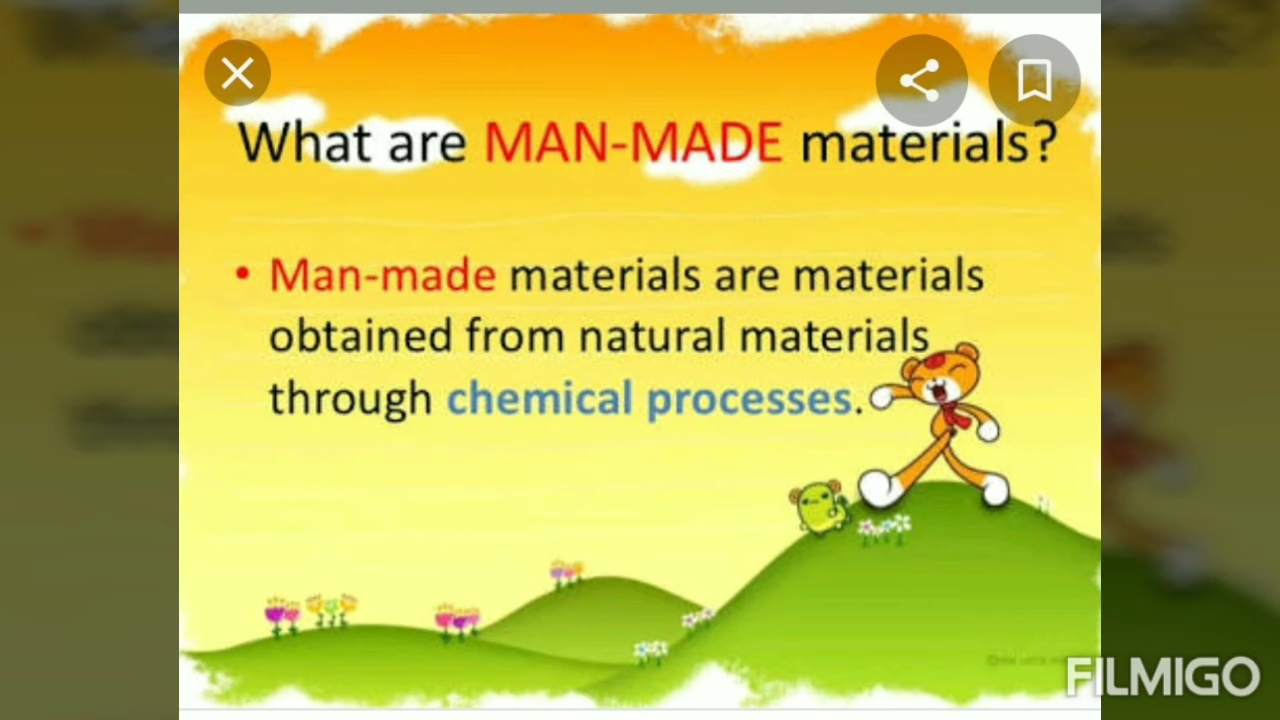 What are MAN-MADE materials?
• Man-made materials are materials
obtained from natural materials
through chemical processes.
FILMIGO